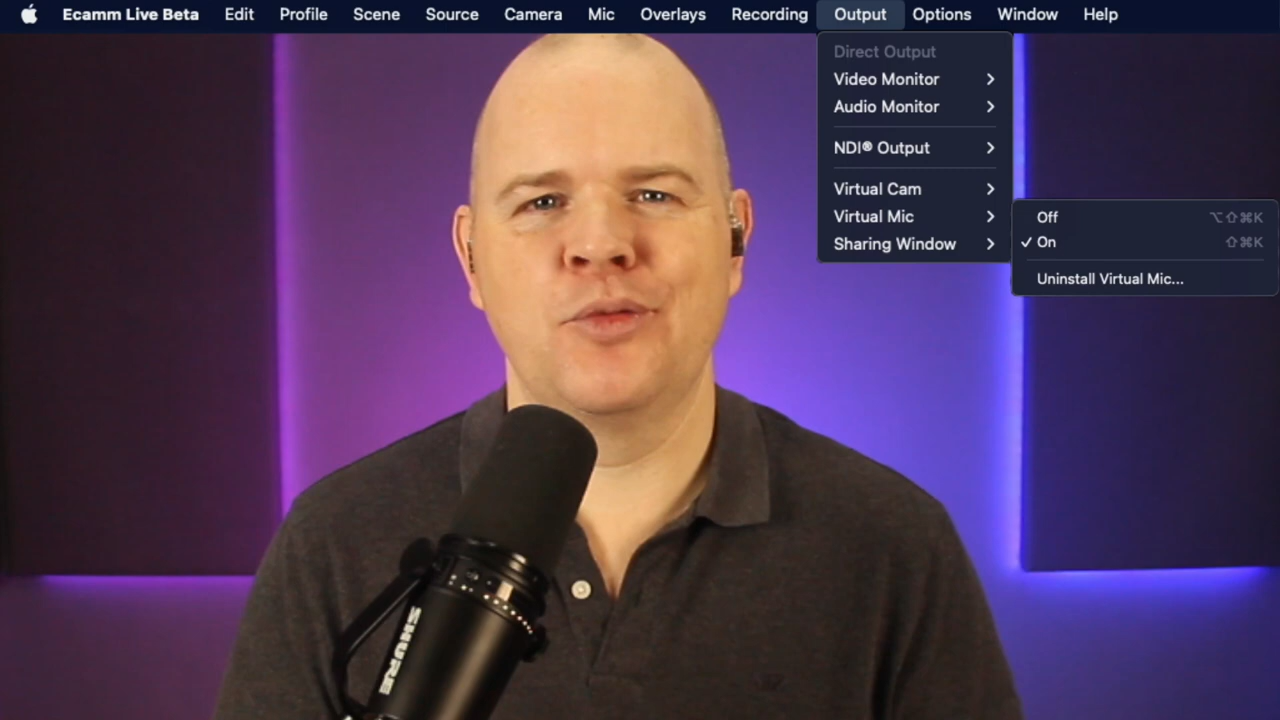 Ecamm Live Beta Edit Profile Scene Source Camera Mic Overlays Recording Output Options Window Help
Direct Output
Video Monitor
Audio Monitor
NDI® Output
Virtual Cam
Virtual Mic
Sharing Window
Off ⌥⇧⌘K
✓ On ⇧⌘K
Uninstall Virtual Mic...
SHURE